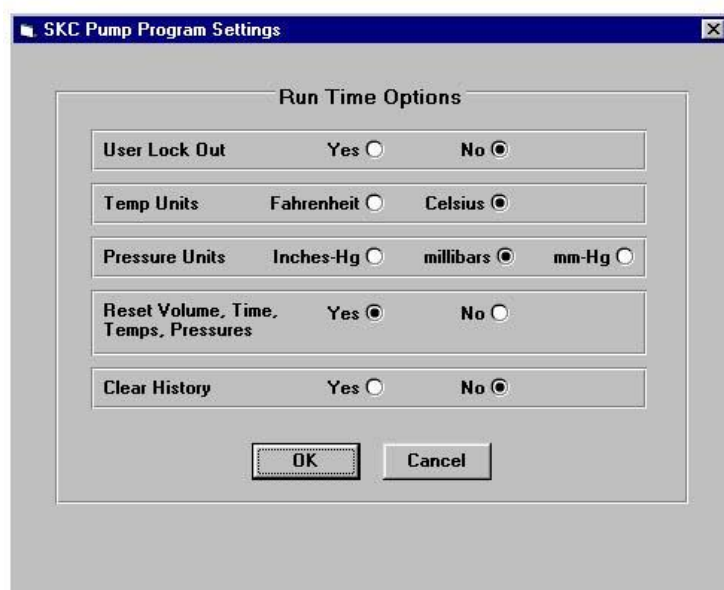 SKC Pump Program Settings
Run Time Options
User Lock Out Yes No
Temp Units Fahrenheit Celsius
Pressure Units Inches-Hg millibars mm-Hg
Reset Volume, Time, Yes No
Temps, Pressures
Clear History Yes No
OK Cancel